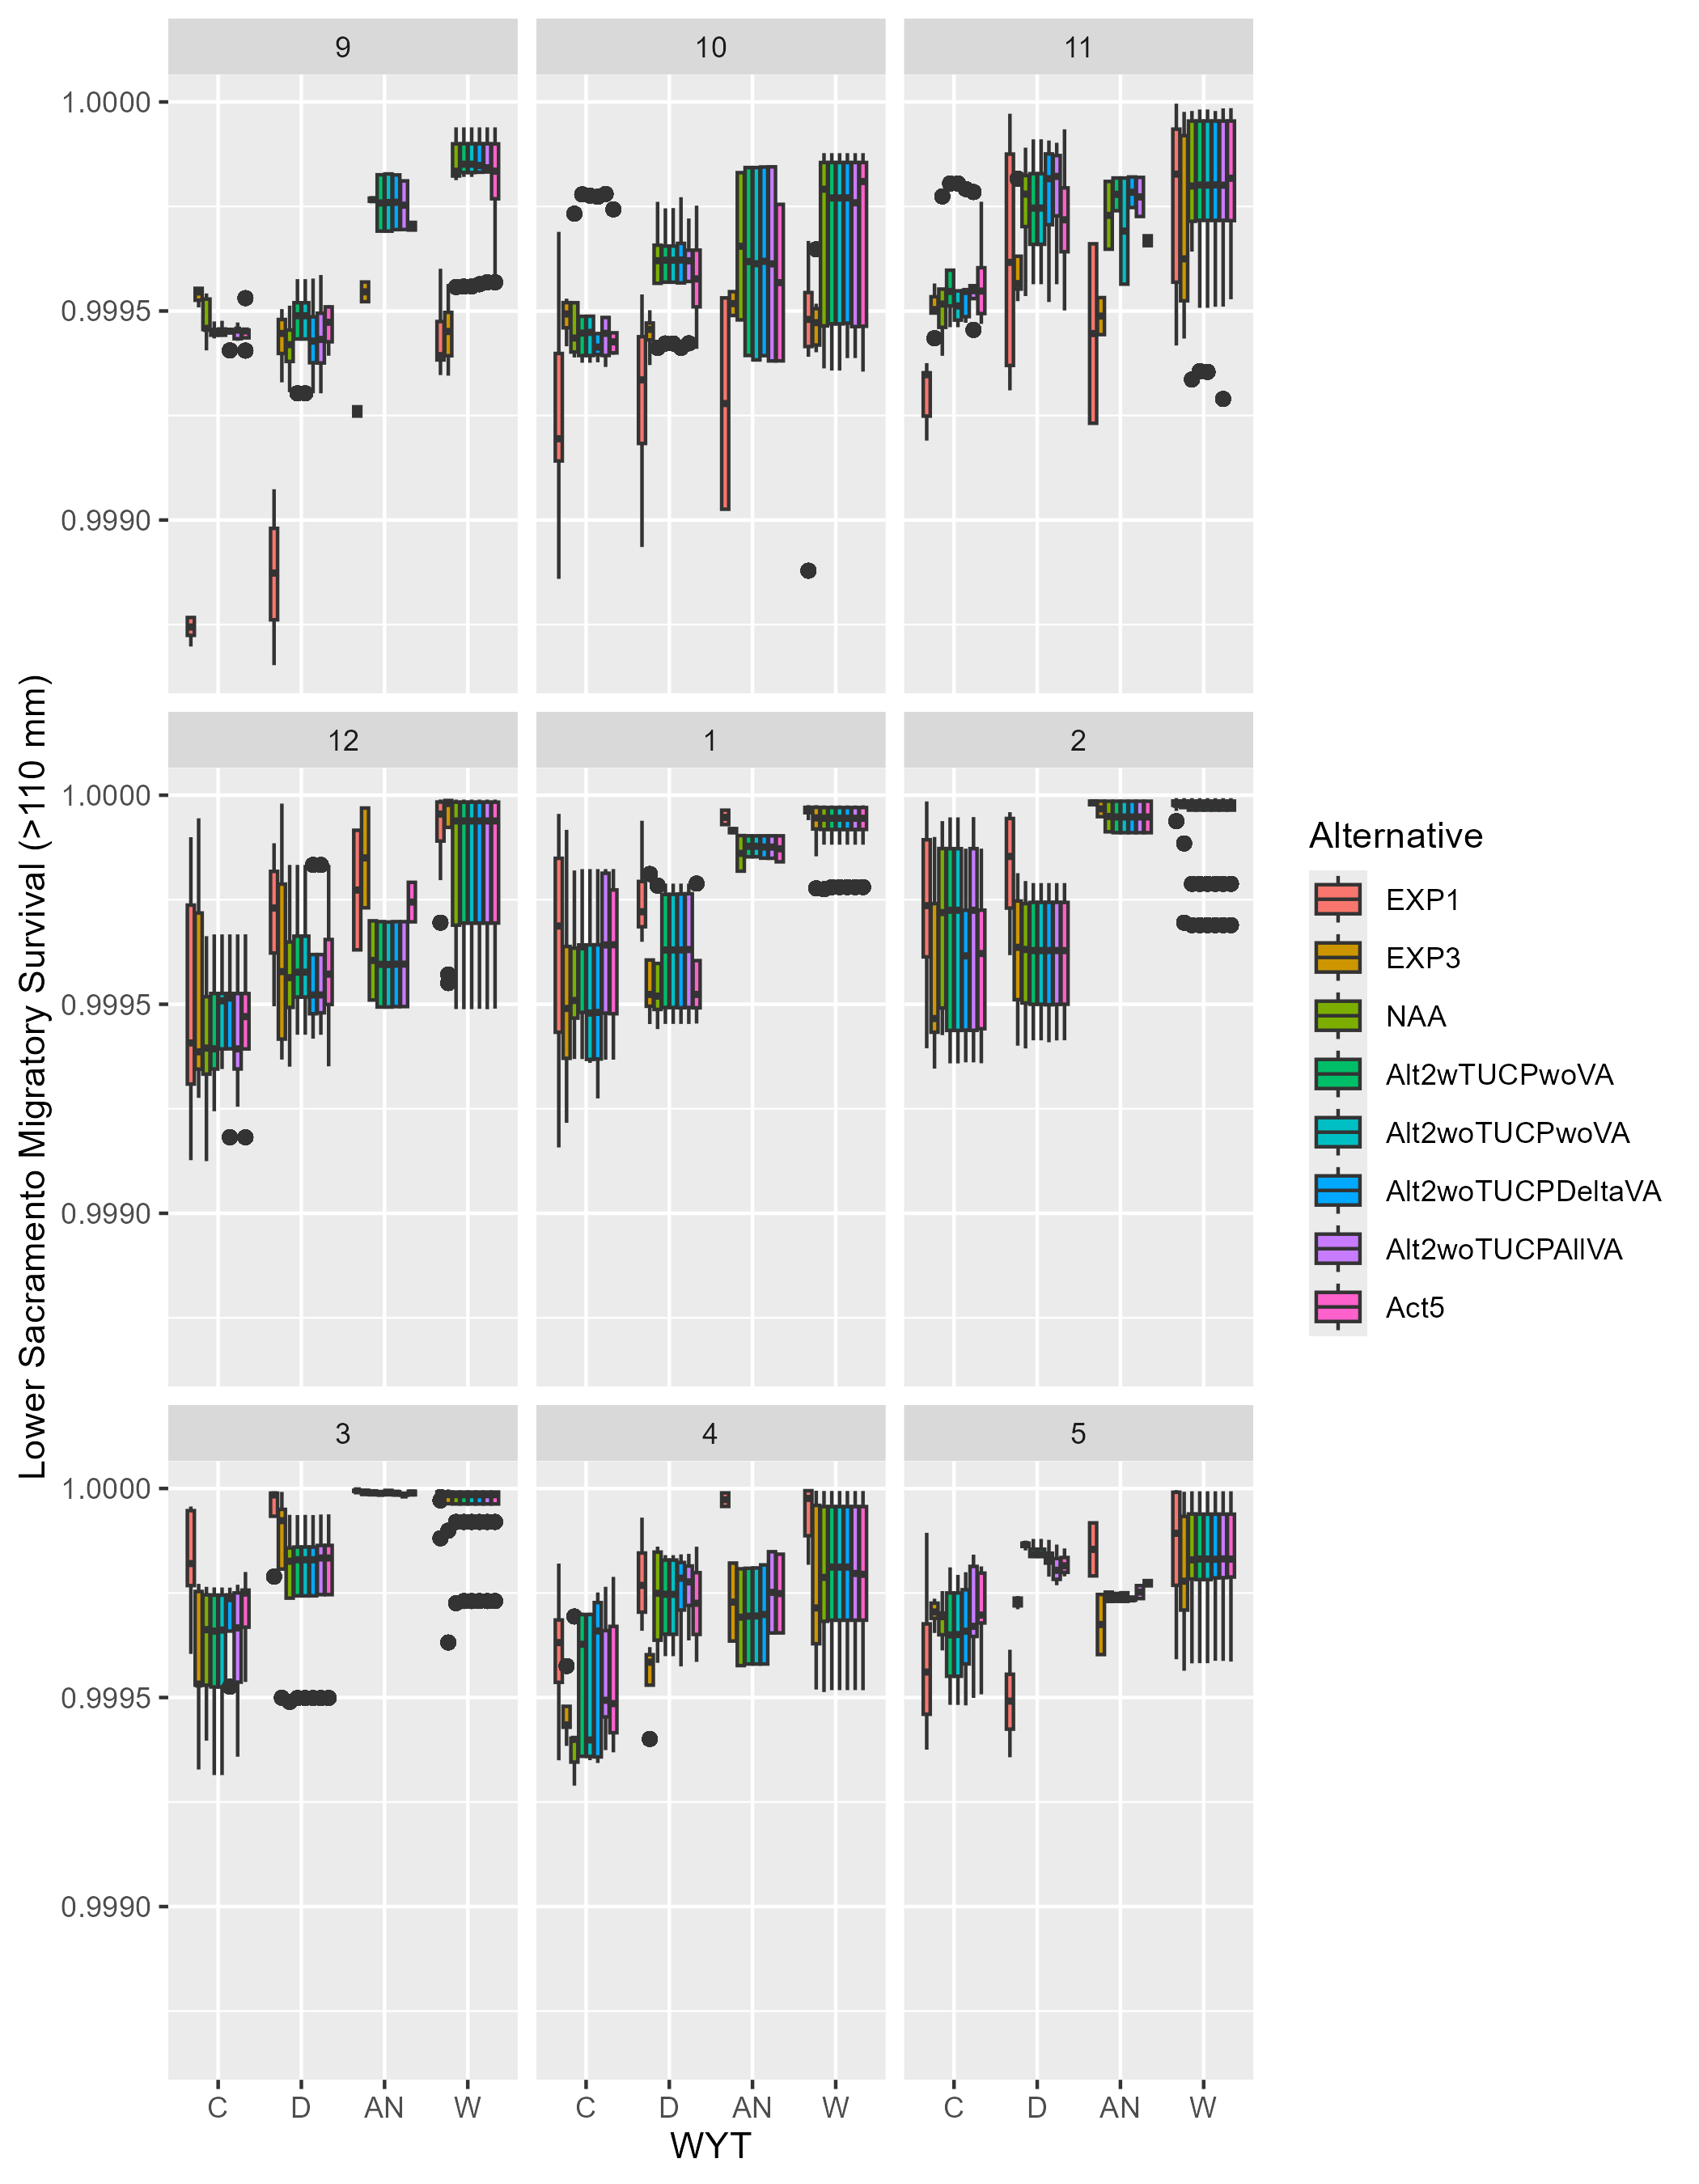 9
10
11
1.0000
0.9995
0.9990
12
1
2
1.0000
0.9995
0.9990
3
4
5
1.0000
0.9995
0.9990
C D AN W
C D AN W
C D AN W
WYT
Lower Sacramento Migratory Survival (>110 mm)
Alternative
EXP1
EXP3
NAA
Alt2wTUCPwoVA
Alt2woTUCPwoVA
Alt2woTUCPDeltaVA
Alt2woTUCPAllVA
Act5